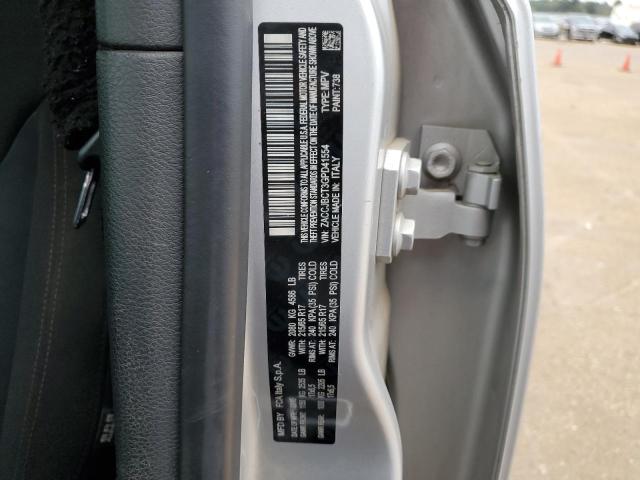 MFD BY FCA Italy S.p.A.
GVWR: 2080 KG 4586 LB
WITH: 215/65 R17 TIRES
RIMS AT: 240 KPA (35 PSI) COLD
WITH: 215/65 R17 TIRES
RIMS AT: 240 KPA (35 PSI) COLD
THIS VEHICLE CONFORMS TO ALL APPLICABLE U.S.A. FEDERAL MOTOR VEHICLE SAFETY AND
THEFT PREVENTION STANDARDS IN EFFECT ON THE DATE OF MANUFACTURE SHOWN ABOVE
VIN: ZACCJBCT3GPD41554 TYPE: MPV
VEHICLE MADE IN: ITALY PAINT: 738